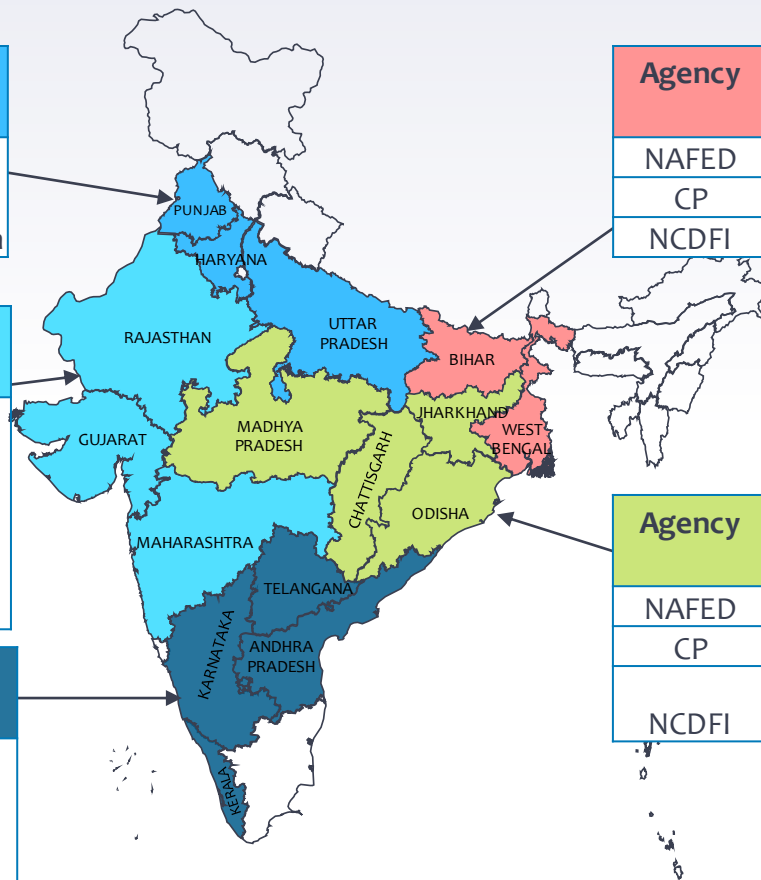 Agency
NAFED
CP
NCDFI
PUNJAB
HARYANA
RAJASTHAN
UTTAR
PRADESH
BIHAR
GUJARAT
MADHYA
PRADESH
JHARKHAND
WEST
BENGAL
CHATTISGARH
ODISHA
MAHARASHTRA
TELANGANA
KARNATAKA
ANDHRA
PRADESH
KERALA
Agency
NAFED
CP
NCDFI